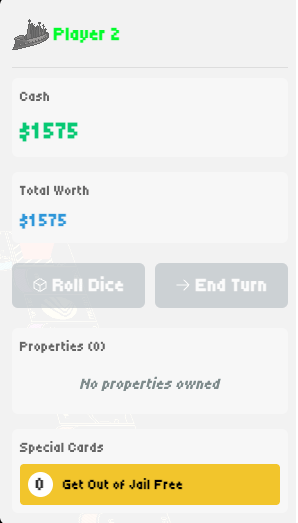 Player 2
Cash
$1575
Total Worth
$1575
Roll Dice
End Turn
Properties (0)
No properties owned
Special Cards
0 Get Out of Jail Free